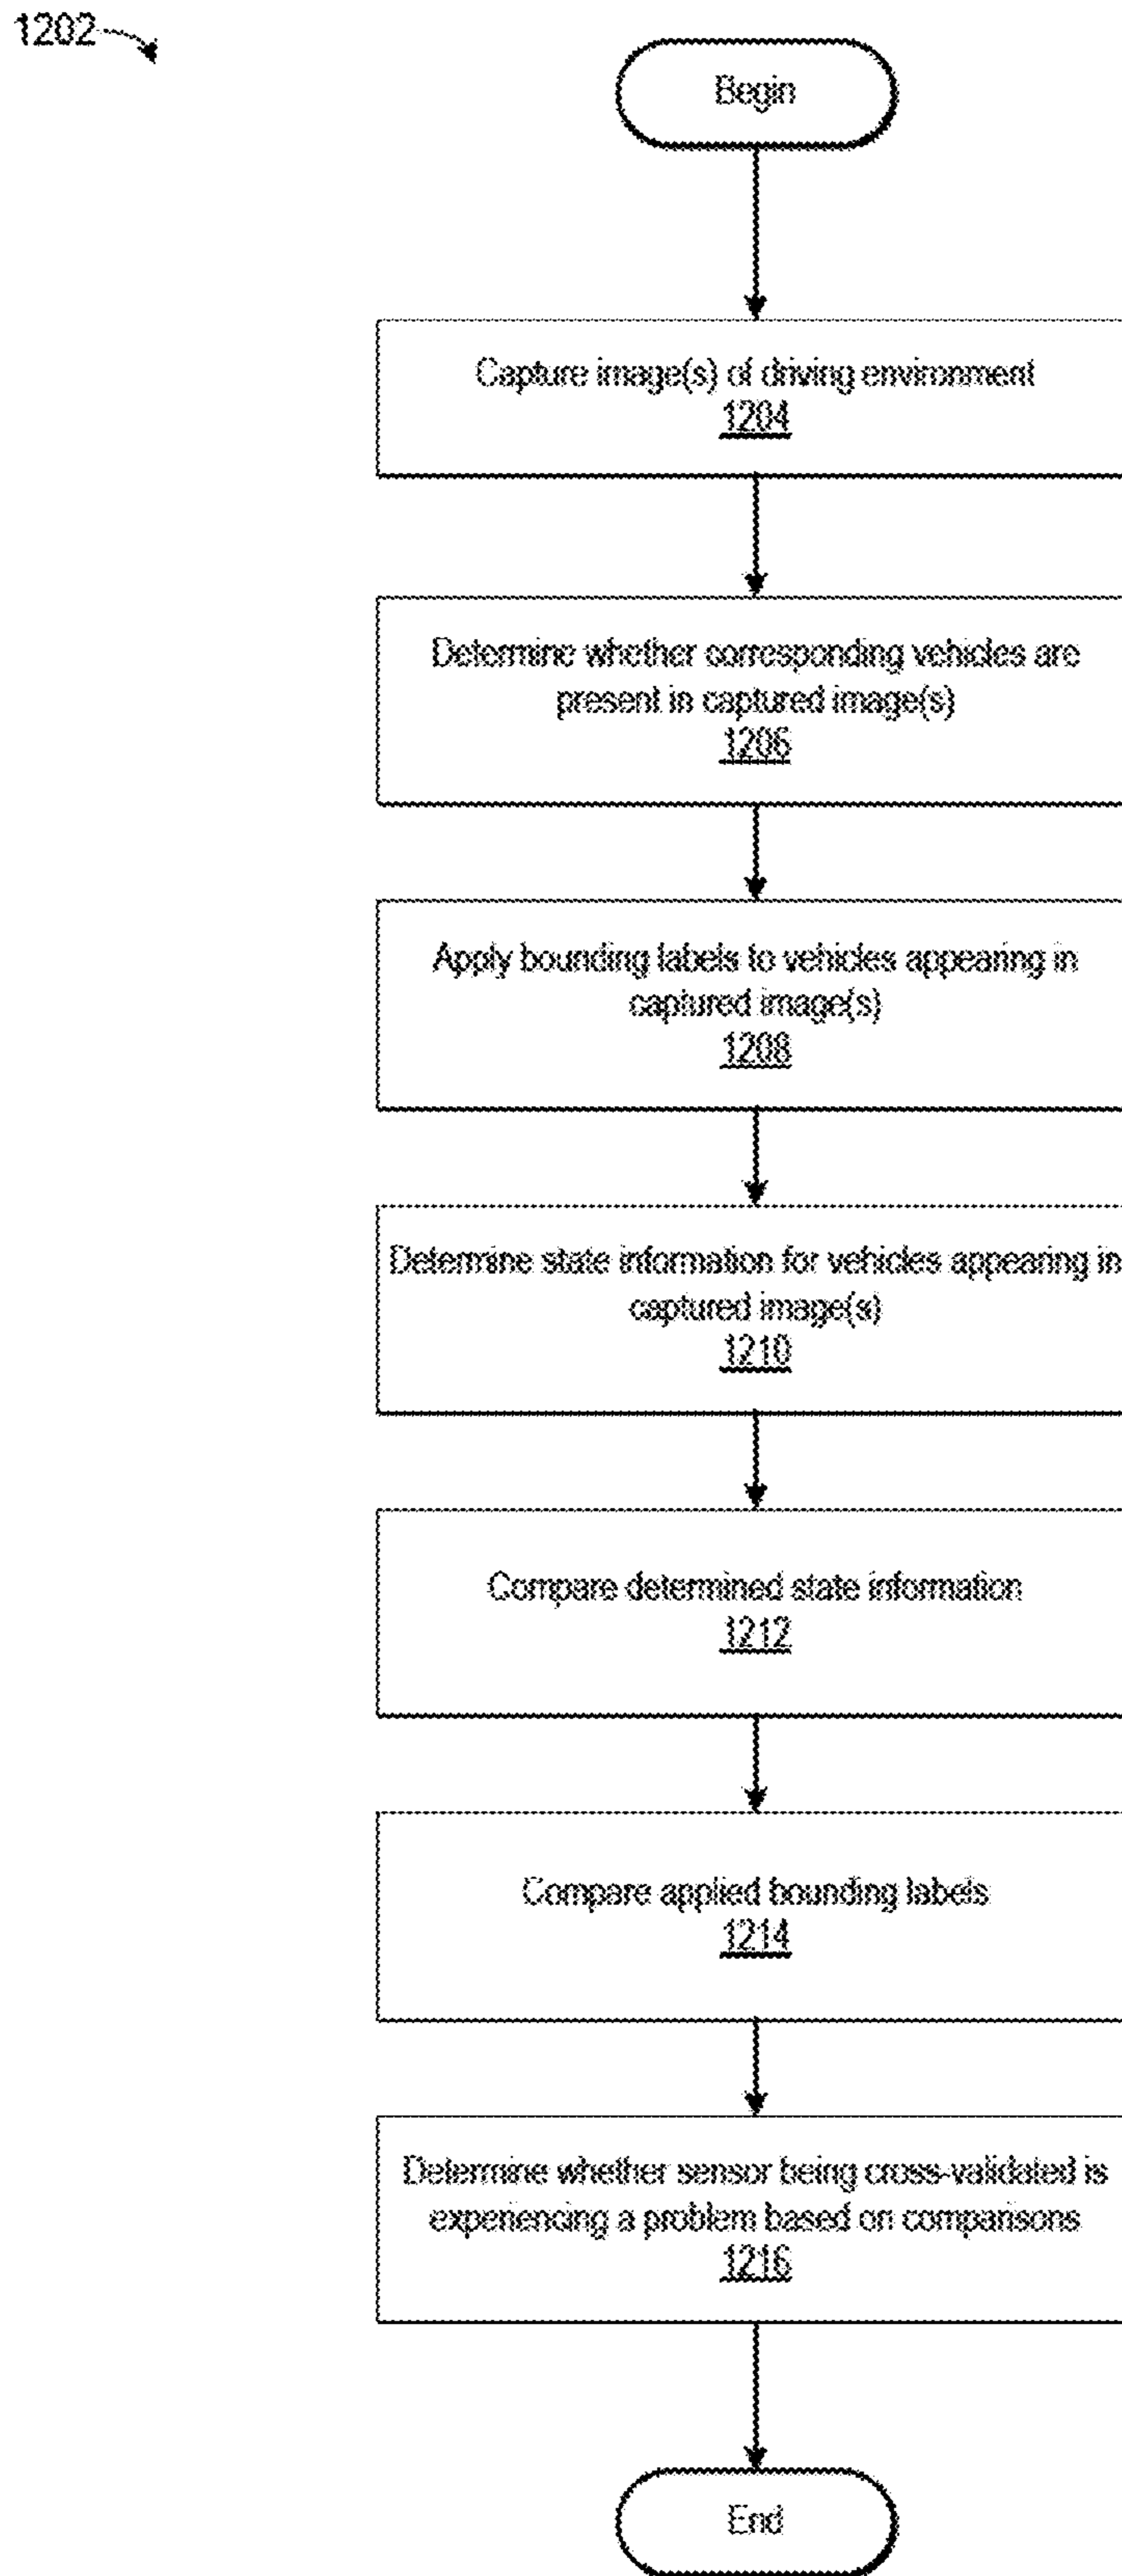 1202
Begin
Capture image(s) of driving environment
1204
Determine whether corresponding vehicles are
present in captured image(s)
1206
Apply bounding labels to vehicles appearing in
captured image(s)
1208
Determine state information for vehicles appearing in
captured image(s)
1210
Compare determined state information
1212
Compare applied bounding labels
1214
Determine whether sensor being cross-validated is
experiencing a problem based on comparisons
1216
End